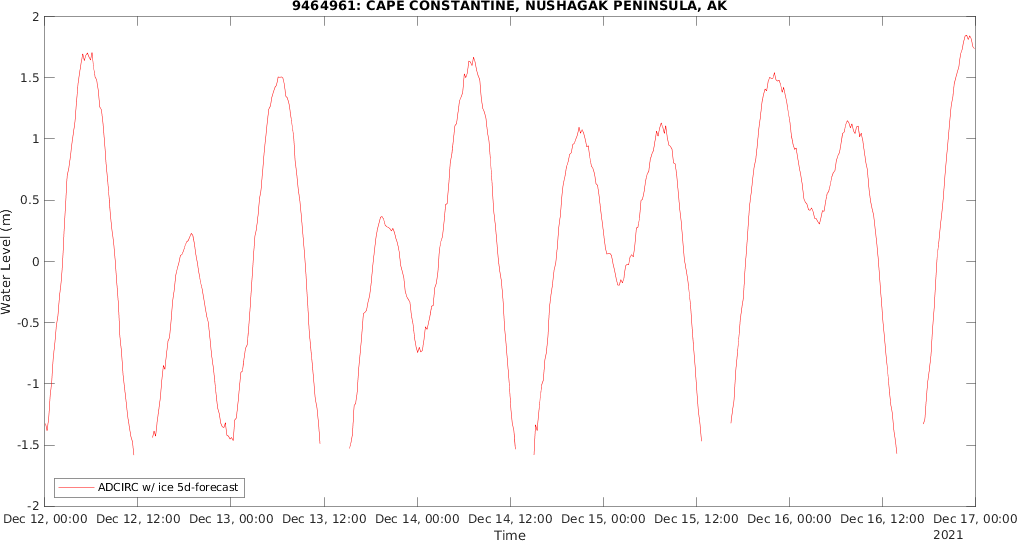 9464961: CAPE CONSTANTINE, NUSHAGAK PENINSULA, AK
Water Level (m)
2
1.5
1
0.5
0
-0.5
-1
-1.5
-2
ADCIRC w/ ice 5d-forecast
Dec 12, 00:00 Dec 12, 12:00 Dec 13, 00:00 Dec 13, 12:00 Dec 14, 00:00 Dec 14, 12:00 Dec 15, 00:00 Dec 15, 12:00 Dec 16, 00:00 Dec 16, 12:00 Dec 17, 00:00
Time
2021